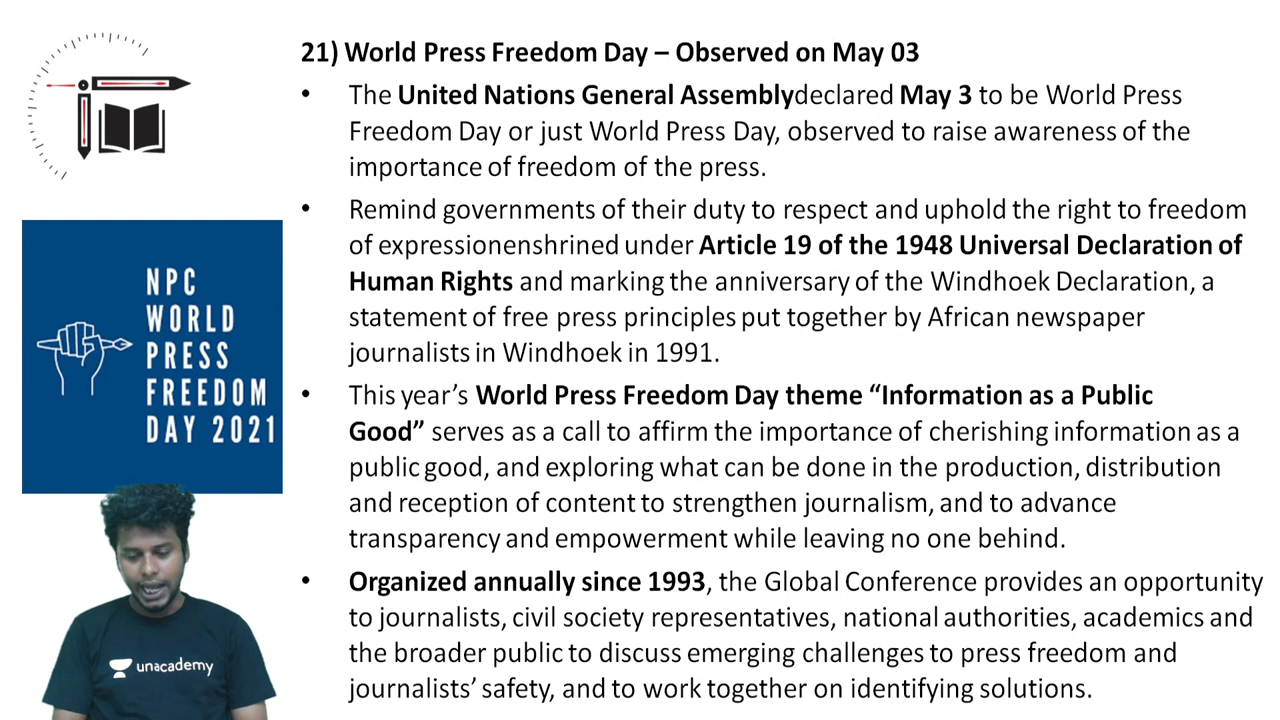 21) World Press Freedom Day – Observed on May 03
• The United Nations General Assemblydeclared May 3 to be World Press
Freedom Day or just World Press Day, observed to raise awareness of the
importance of freedom of the press.
• Remind governments of their duty to respect and uphold the right to freedom
of expressionenshrined under Article 19 of the 1948 Universal Declaration of
Human Rights and marking the anniversary of the Windhoek Declaration, a
statement of free press principles put together by African newspaper
journalists in Windhoek in 1991.
• This year’s World Press Freedom Day theme “Information as a Public
Good” serves as a call to affirm the importance of cherishing information as a
public good, and exploring what can be done in the production, distribution
and reception of content to strengthen journalism, and to advance
transparency and empowerment while leaving no one behind.
• Organized annually since 1993, the Global Conference provides an opportunity
to journalists, civil society representatives, national authorities, academics and
the broader public to discuss emerging challenges to press freedom and
journalists’ safety, and to work together on identifying solutions.
NPC
WORLD
PRESS
FREEDOM
DAY 2021
unacademy